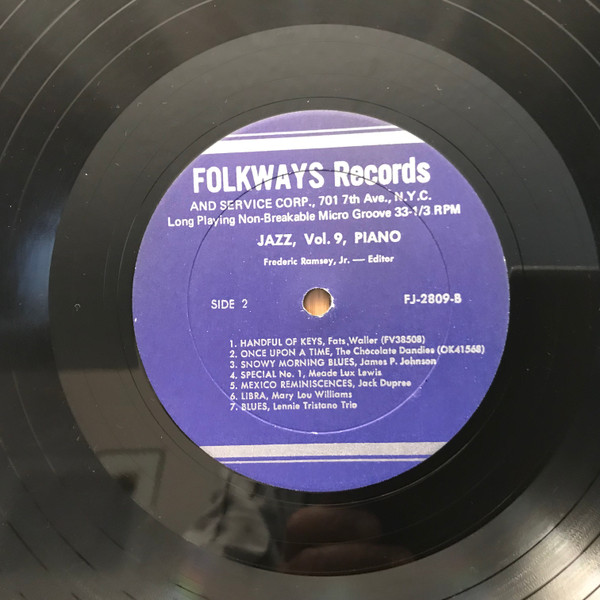 FOLKWAYS Records
AND SERVICE CORP., 701 7th Ave., N.Y.C.
Long Playing Non-Breakable Micro Groove 33-1/3 RPM
JAZZ, Vol. 9, PIANO
Frederic Ramsey, Jr. — Editor
SIDE 2 FJ-2809-B
1. HANDFUL OF KEYS, Fats Waller (FV38508)
2. ONCE UPON A TIME, The Chocolate Dandies (OK41568)
3. SNOWY MORNING BLUES, James P. Johnson
4. SPECIAL No. 1, Meade Lux Lewis
5. MEXICO REMINISCENCES, Jack Dupree
6. LIBRA, Mary Lou Williams
7. BLUES, Lennie Tristano Trio